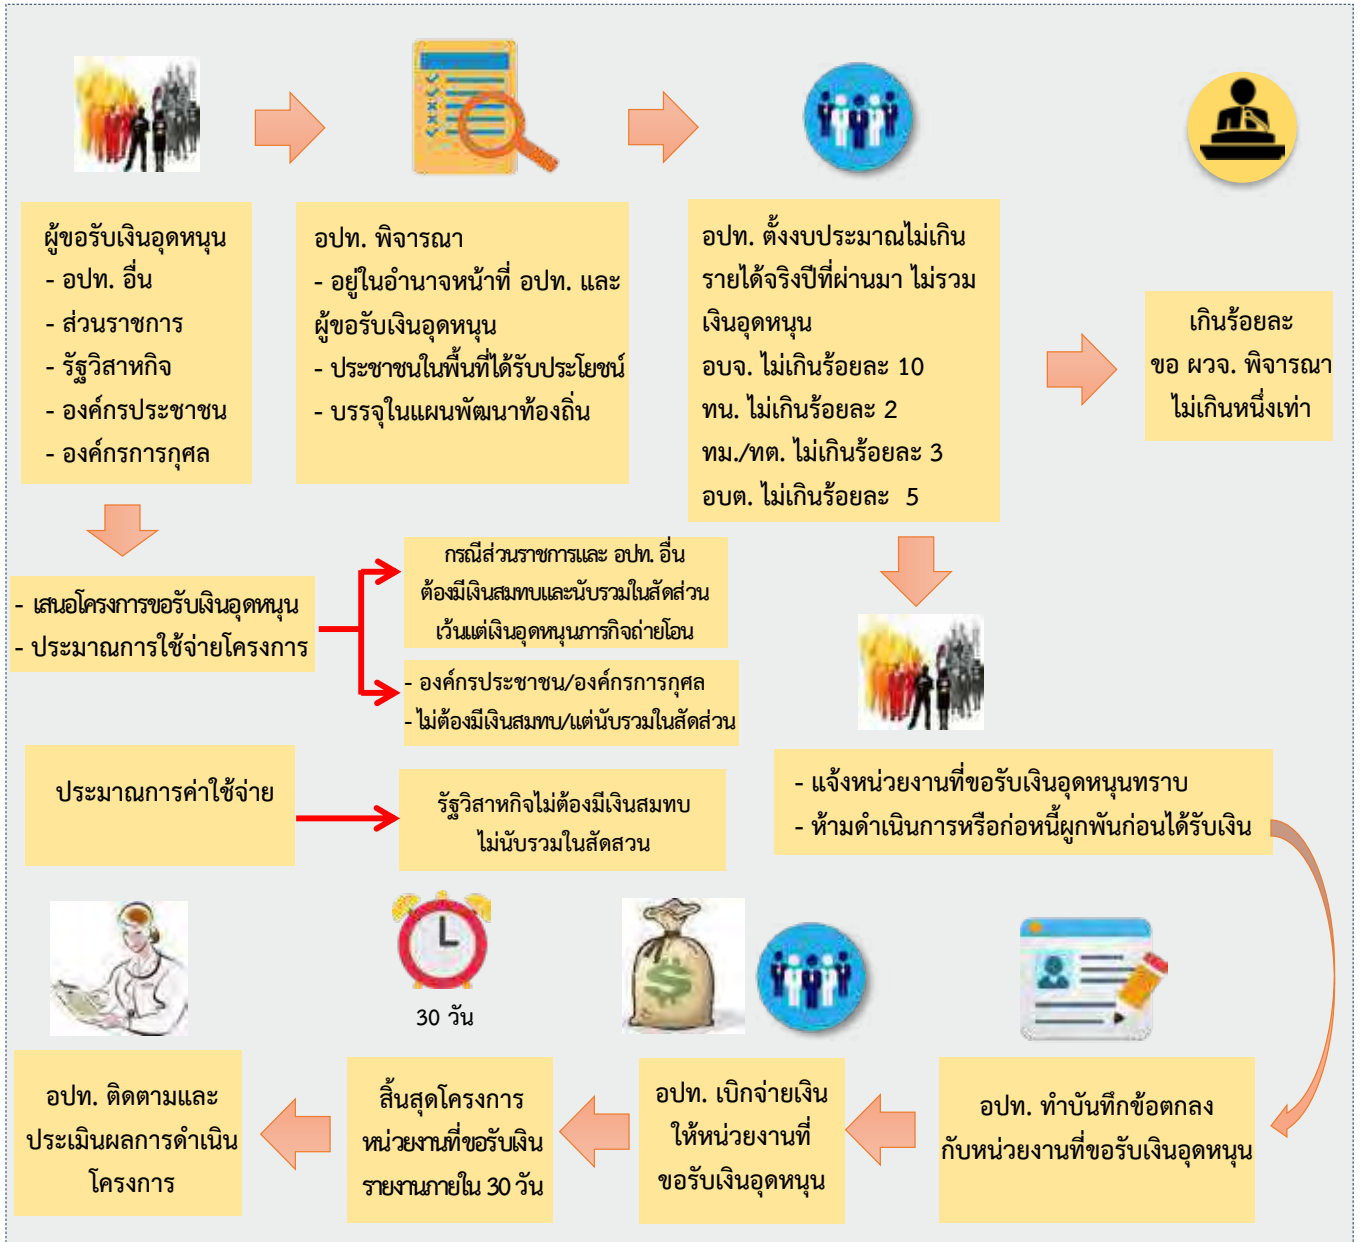 ผู้ขอรับเงินอุดหนุน
- อปท. อื่น
- ส่วนราชการ
- รัฐวิสาหกิจ
- องค์กรประชาชน
- องค์กรการกุศล
อปท. พิจารณา
- อยู่ในอำนาจหน้าที่ อปท. และ
ผู้ขอรับเงินอุดหนุน
- ประชาชนในพื้นที่ได้รับประโยชน์
- บรรจุในแผนพัฒนาท้องถิ่น
อปท. ตั้งงบประมาณไม่เกิน
รายได้จริงปีที่ผ่านมา ไม่รวม
เงินอุดหนุน
อบจ. ไม่เกินร้อยละ 10
ทน. ไม่เกินร้อยละ 2
ทม./ทต. ไม่เกินร้อยละ 3
อบต. ไม่เกินร้อยละ 5
เกินร้อยละ
ขอ ผวจ. พิจารณา
ไม่เกินหนึ่งเท่า
- เสนอโครงการขอรับเงินอุดหนุน
- ประมาณการใช้จ่ายโครงการ
กรณีส่วนราชการและ อปท. อื่น
ต้องมีเงินสมทบและนับรวมในสัดส่วน
เว้นแต่เงินอุดหนุนภารกิจถ่ายโอน
- องค์กรประชาชน/องค์กรการกุศล
- ไม่ต้องมีเงินสมทบ/แต่นับรวมในสัดส่วน
ประมาณการค่าใช้จ่าย
รัฐวิสาหกิจไม่ต้องมีเงินสมทบ
ไม่นับรวมในสัดสวน
- แจ้งหน่วยงานที่ขอรับเงินอุดหนุนทราบ
- ห้ามดำเนินการหรือก่อหนี้ผูกพันก่อนได้รับเงิน
30 วัน
อปท. ติดตามและ
ประเมินผลการดำเนิน
โครงการ
สิ้นสุดโครงการ
หน่วยงานที่ขอรับเงิน
รายงานภายใน 30 วัน
อปท. เบิกจ่ายเงิน
ให้หน่วยงานที่
ขอรับเงินอุดหนุน
อปท. ทำบันทึกข้อตกลง
กับหน่วยงานที่ขอรับเงินอุดหนุน